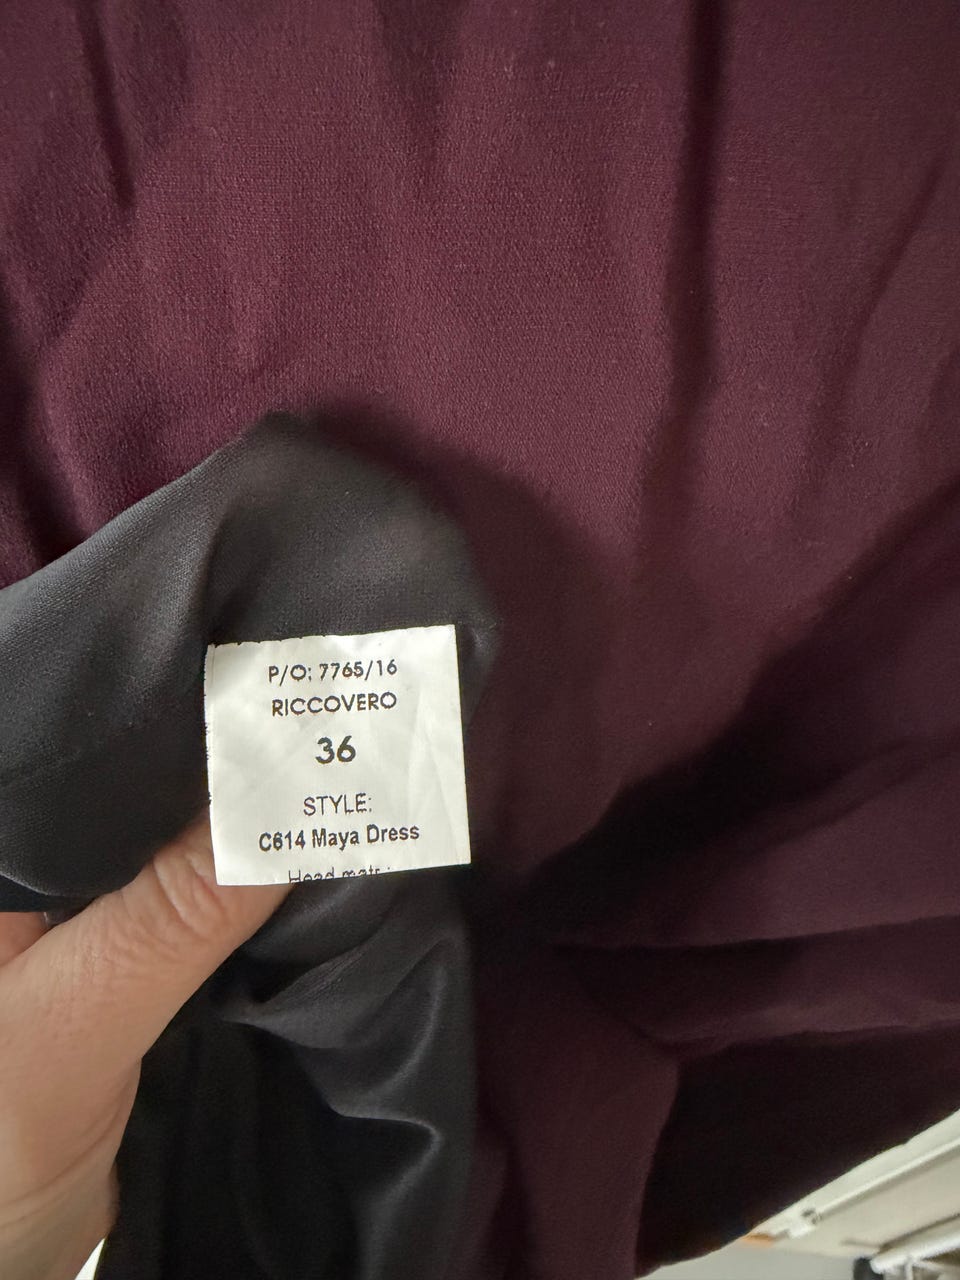 P/O: 7765/16
RICCOVERO
36
STYLE:
C614 Maya Dress